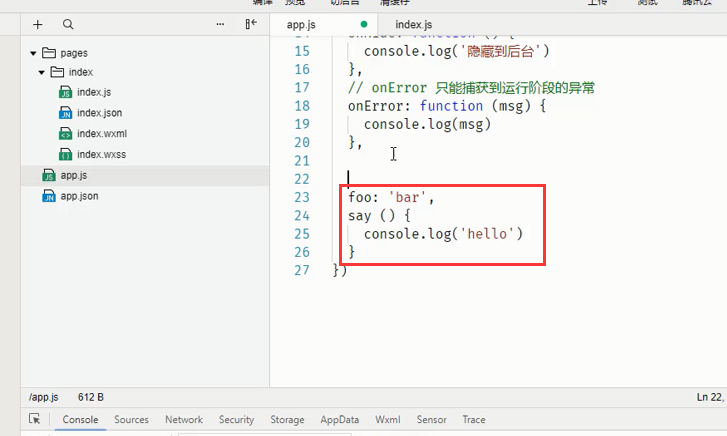 编译 预览 切后台 清缓存 上传 测试 腾讯云
app.js
index.js
pages
index
index.js
index.json
index.wxml
index.wxss
app.js
app.json
14 onHide: function () {
15 console.log('隐藏到后台')
16 },
17 // onError 只能捕获到运行阶段的异常
18 onError: function (msg) {
19 console.log(msg)
20 },
21
22
23 foo: 'bar',
24 say () {
25 console.log('hello')
26 }
27 })
/app.js 612 B Ln 22,
Console Sources Network Security Storage AppData Wxml Sensor Trace